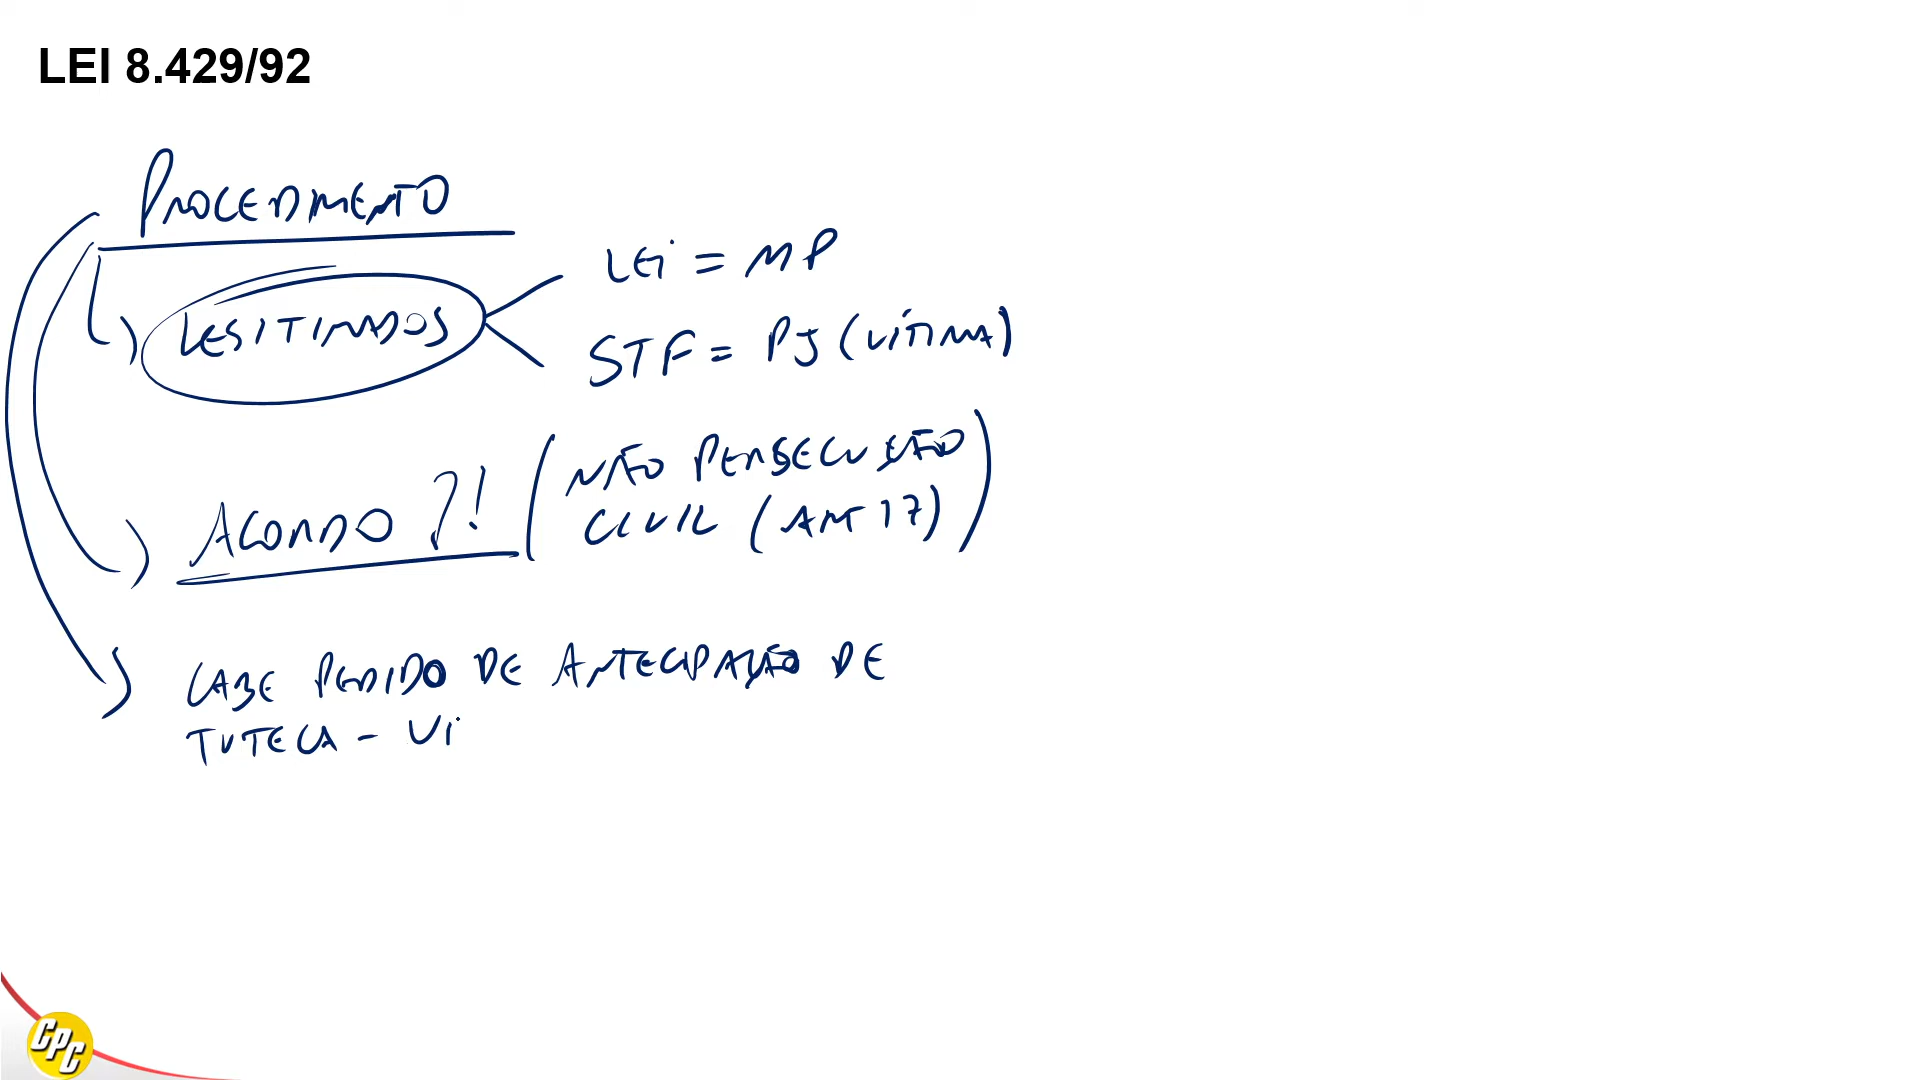 LEI 8.429/92
PROCEDIMENTO
LEGITIMADOS
LEI = MP
STF = PJ (VÍTIMA)
ACORDO ?! (NÃO PERSECUÇÃO
CIVIL (ART 17))
CABE PEDIDO DE ANTECIPAÇÃO DE
TUTELA - Vi
CPC